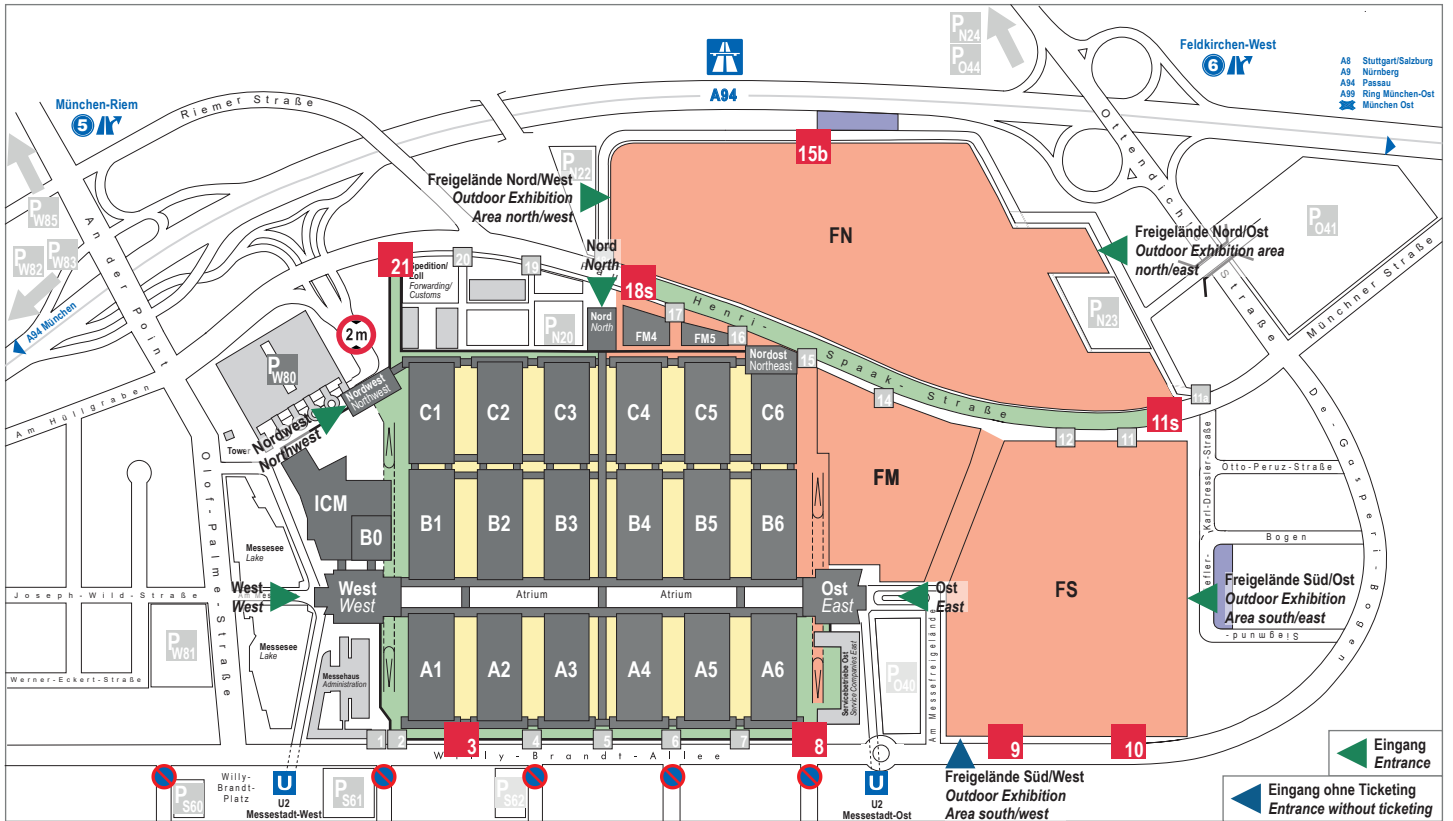 P
N24
P
O44
Feldkirchen-West
6
A8 Stuttgart/Salzburg
A9 Nürnberg
A94 Passau
A99 Ring München-Ost
München Ost
A94
München-Riem
5
Riemer Straße
Ottendichler Straße
P
N22
15b
Freigelände Nord/West
Outdoor Exhibition
Area north/west
P
W85
P
W82
P
W83
An der Point
FN
P
O41
Freigelände Nord/Ost
Outdoor Exhibition area
north/east
Münchner Straße
Nord
North
21
Spedition/
Zoll
Forwarding/
Customs
20
19
18s
Henri-Spaak-Straße
P
N23
A94 München
2 m
P
N20
Nord
North
FM4
17
FM5
16
Nordost
Northeast
15
P
W80
Nordwest
Northwest
Nordwest
Northwest
Am Hüllgraben
Tower
C1
C2
C3
C4
C5
C6
14
12
11
11s
11a
De-Gasperi-Bogen
Karl-Dressler-Straße
Otto-Peruz-Straße
Olof-Palme-Straße
ICM
B0
B1
B2
B3
B4
B5
B6
FM
FS
Bogen
Messesee
Lake
West
West
West
West
Atrium
Atrium
Ost
East
Ost
East
Freigelände Süd/Ost
Outdoor Exhibition
Area south/east
Siegmund-
Joseph-Wild-Straße
Messesee
Lake
P
W81
Werner-Eckert-Straße
Messehaus
Administration
A1
A2
A3
A4
A5
A6
Servicebetriebe Ost
Service Companies East
P
O40
Am Messefreigelände
1
2
3
4
5
6
7
8
9
10
Willy-Brandt-Allee
P
S60
Willy-
Brandt-
Platz
U
U2
Messestadt-West
P
S61
P
S62
U
U2
Messestadt-Ost
Freigelände Süd/West
Outdoor Exhibition
Area south/west
Eingang
Entrance
Eingang ohne Ticketing
Entrance without ticketing